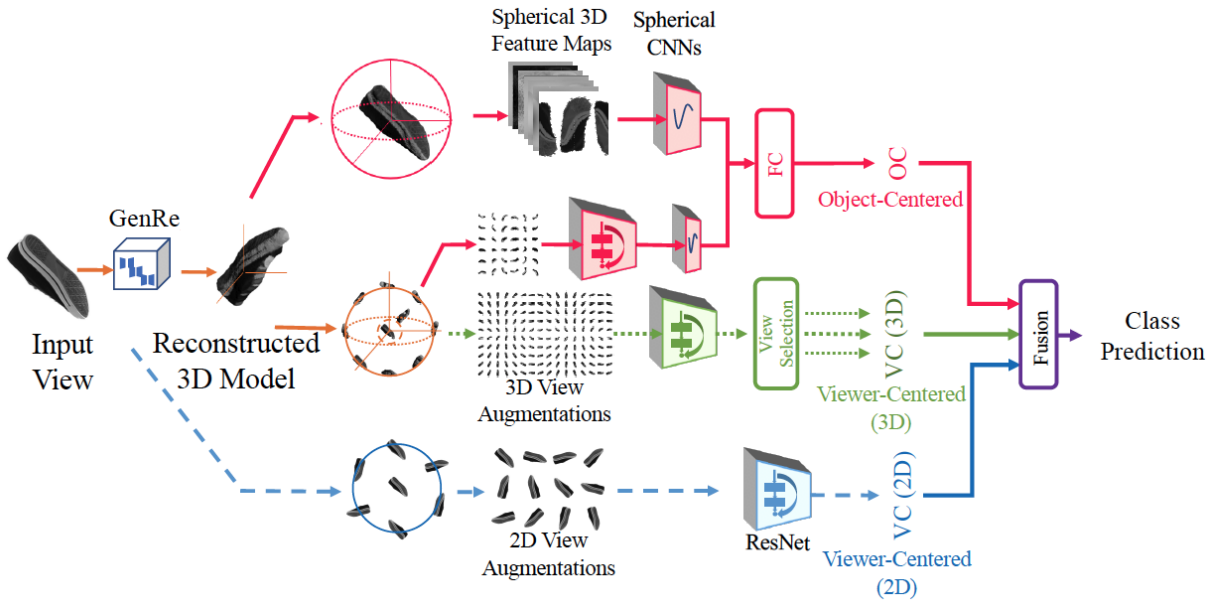 Spherical 3D
Feature Maps
Spherical
CNNs
FC
OC
Object-Centered
GenRe
Input
View
Reconstructed
3D Model
3D View
Augmentations
View
Selection
VC (3D)
Viewer-Centered
(3D)
Fusion
Class
Prediction
2D View
Augmentations
ResNet
VC (2D)
Viewer-Centered
(2D)